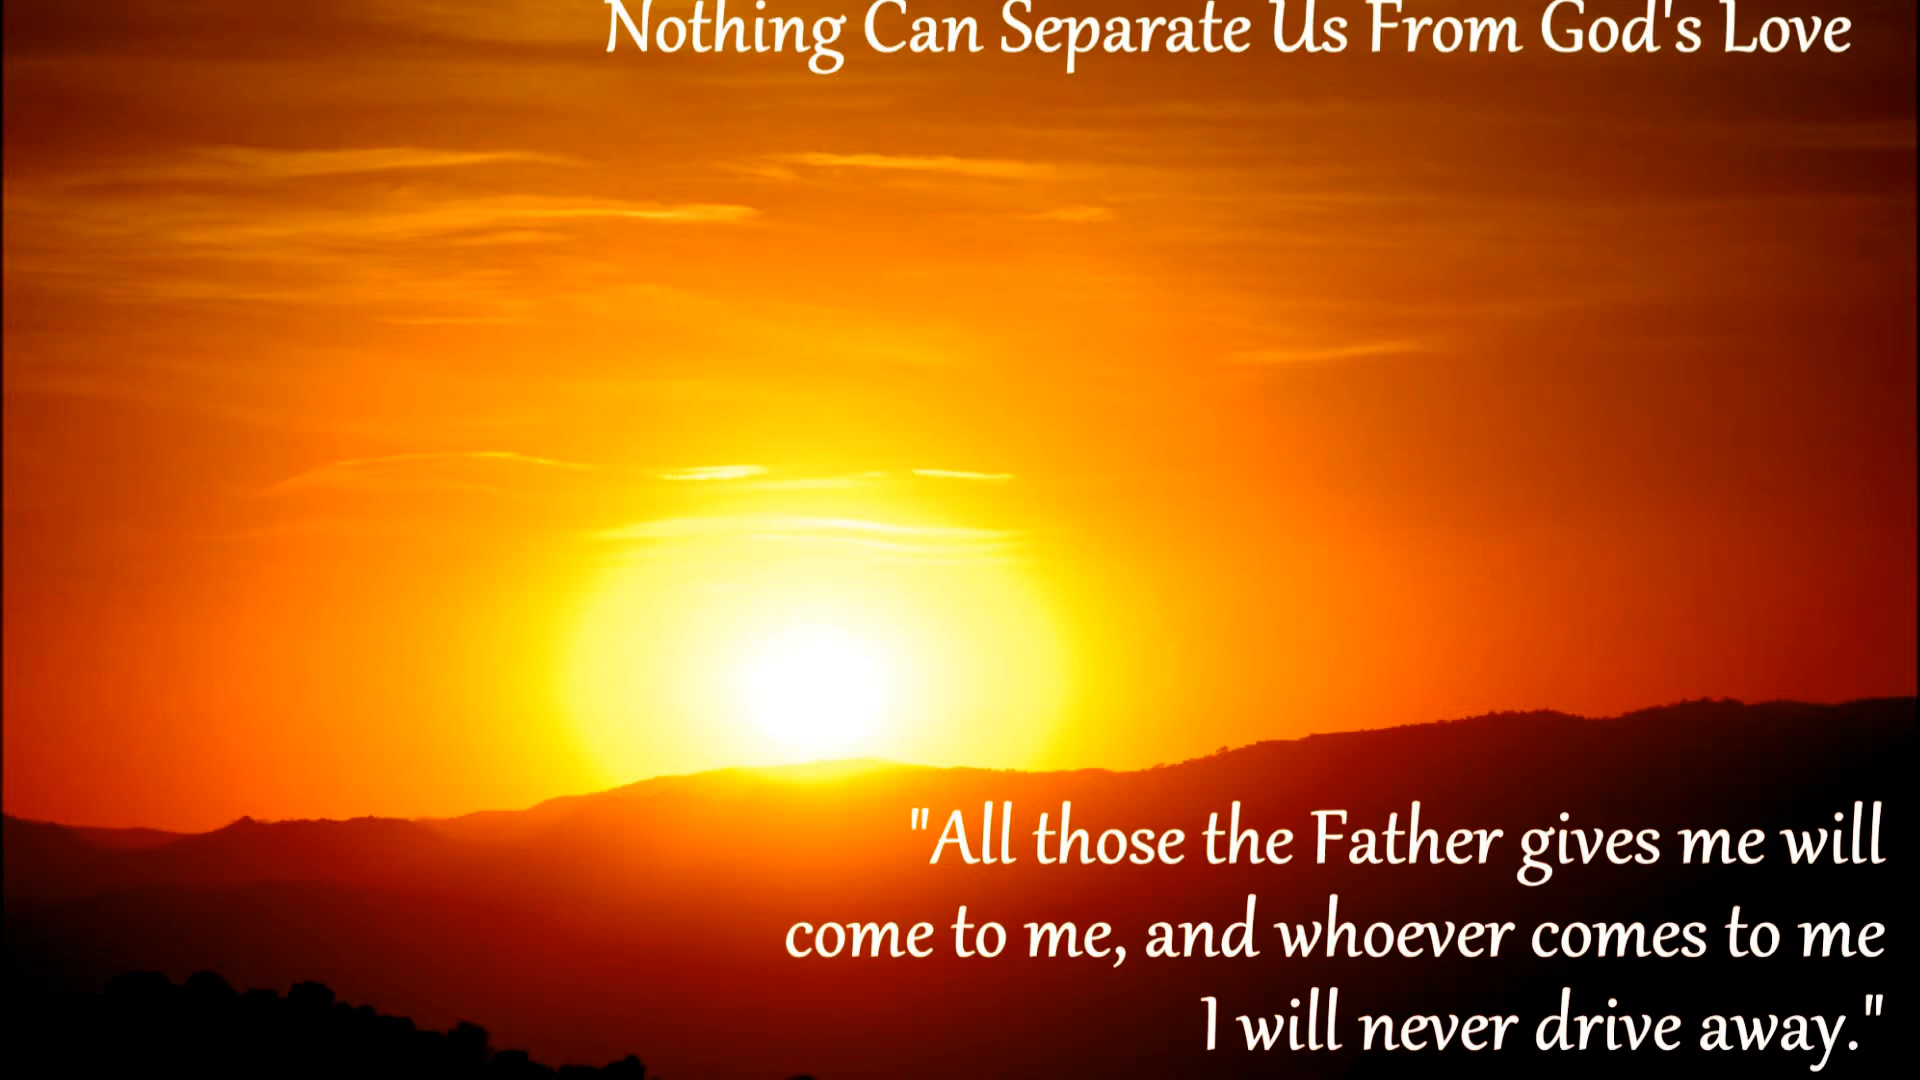 Nothing Can Separate Us From God's Love
"All those the Father gives me will
come to me, and whoever comes to me
I will never drive away."